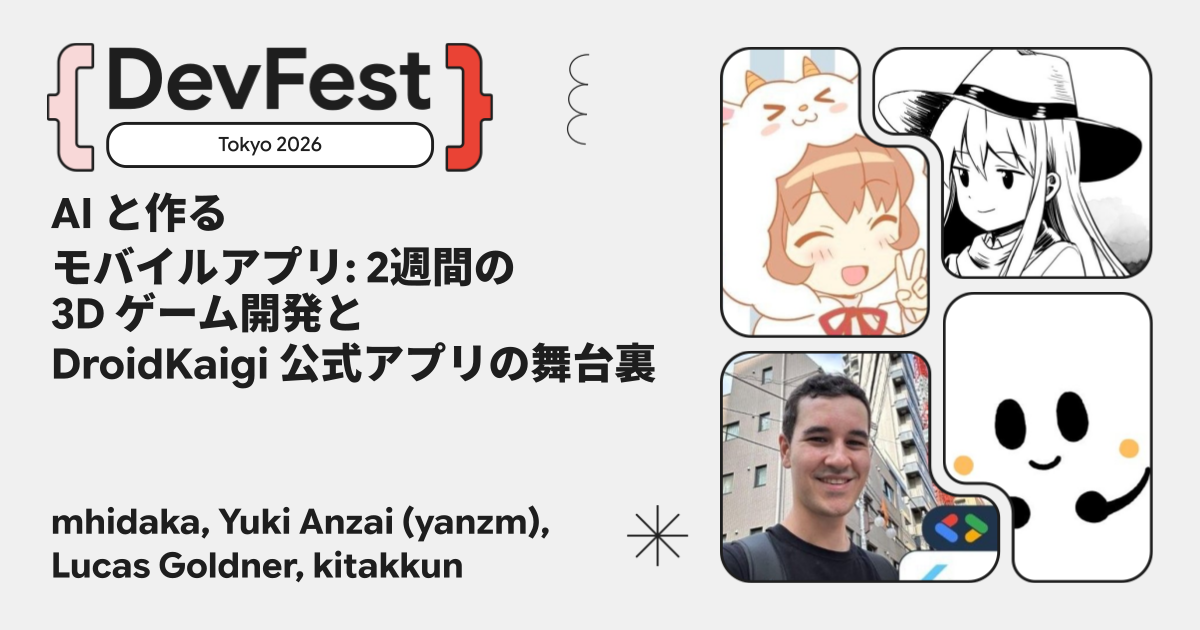 DevFest
Tokyo 2026
AI と作る
モバイルアプリ: 2週間の
3D ゲーム開発と
DroidKaigi 公式アプリの舞台裏
mhidaka, Yuki Anzai (yanzm),
Lucas Goldner, kitakkun